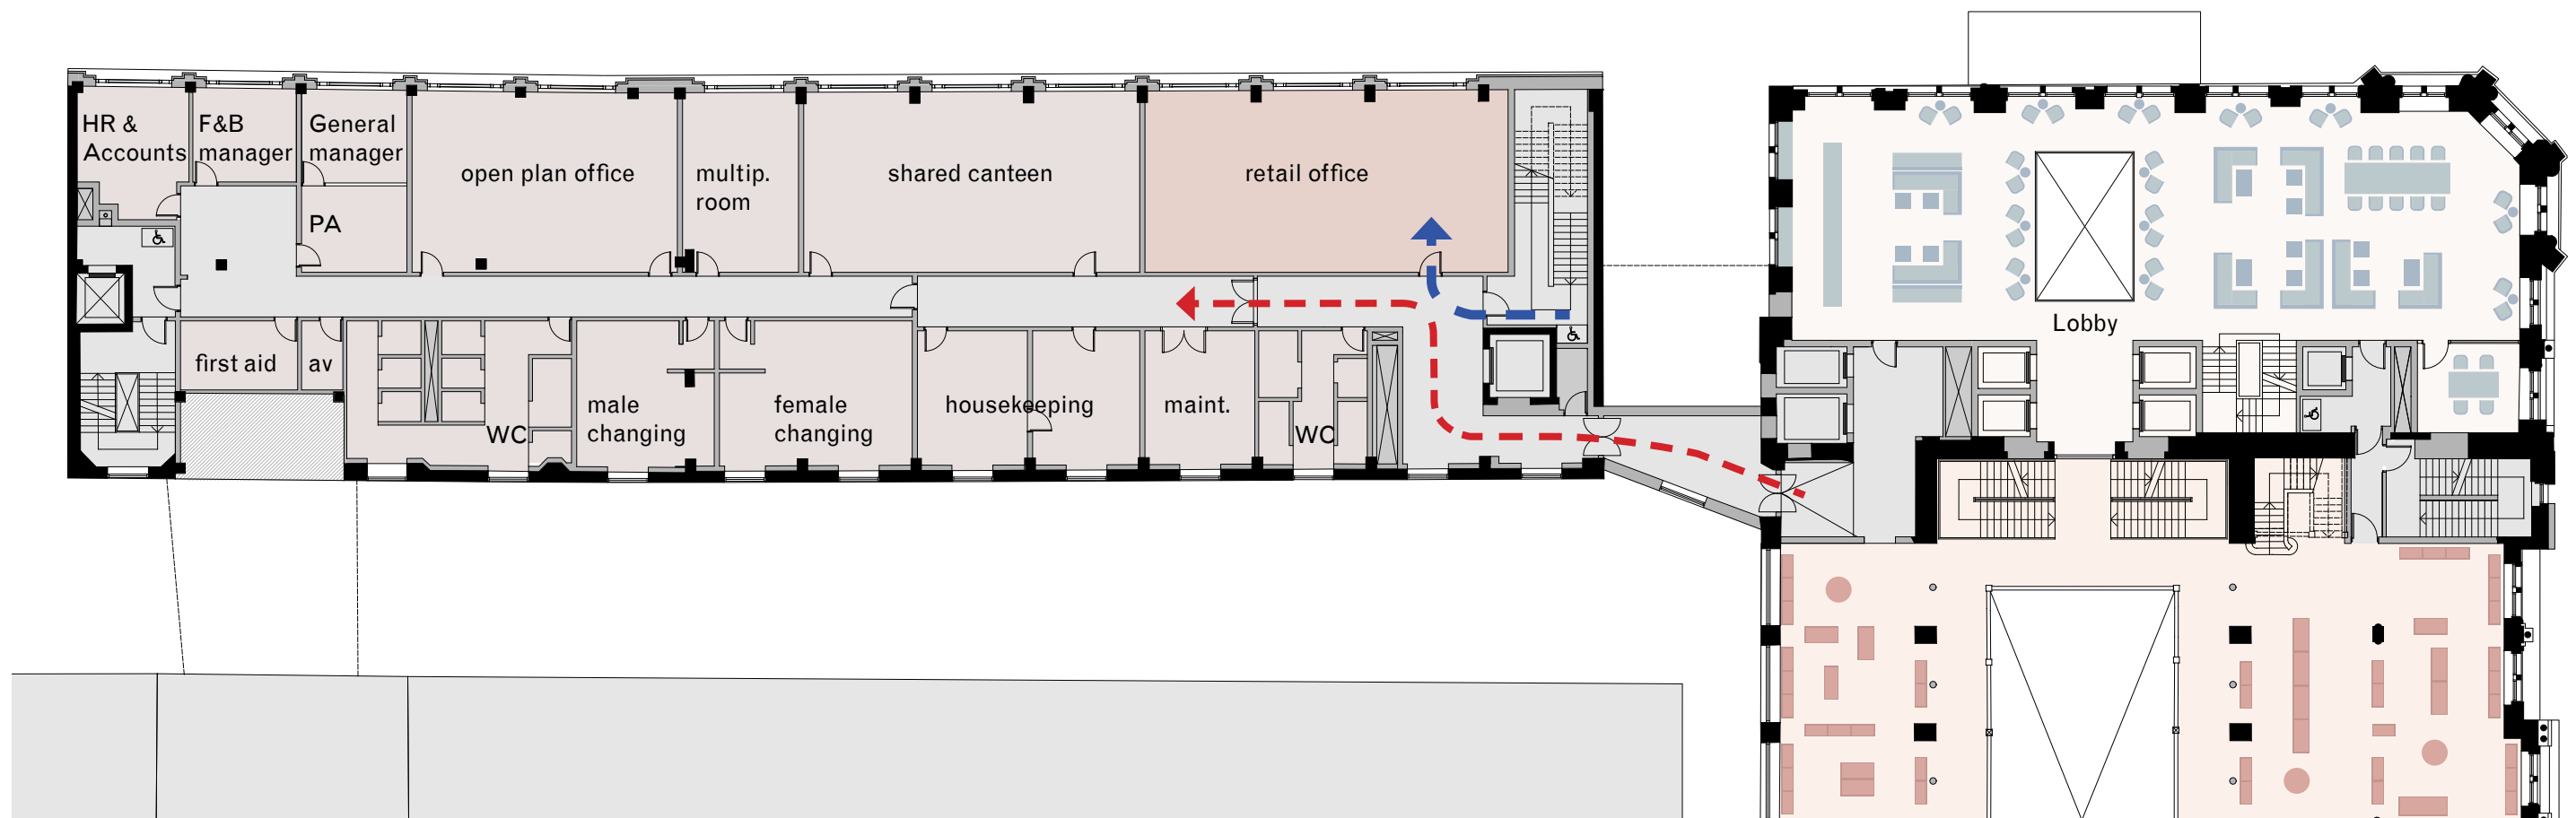 HR &
Accounts
F&B
manager
General
manager
PA
open plan office
multip.
room
shared canteen
retail office
Lobby
first aid
av
WC
male
changing
female
changing
housekeeping
maint.
WC